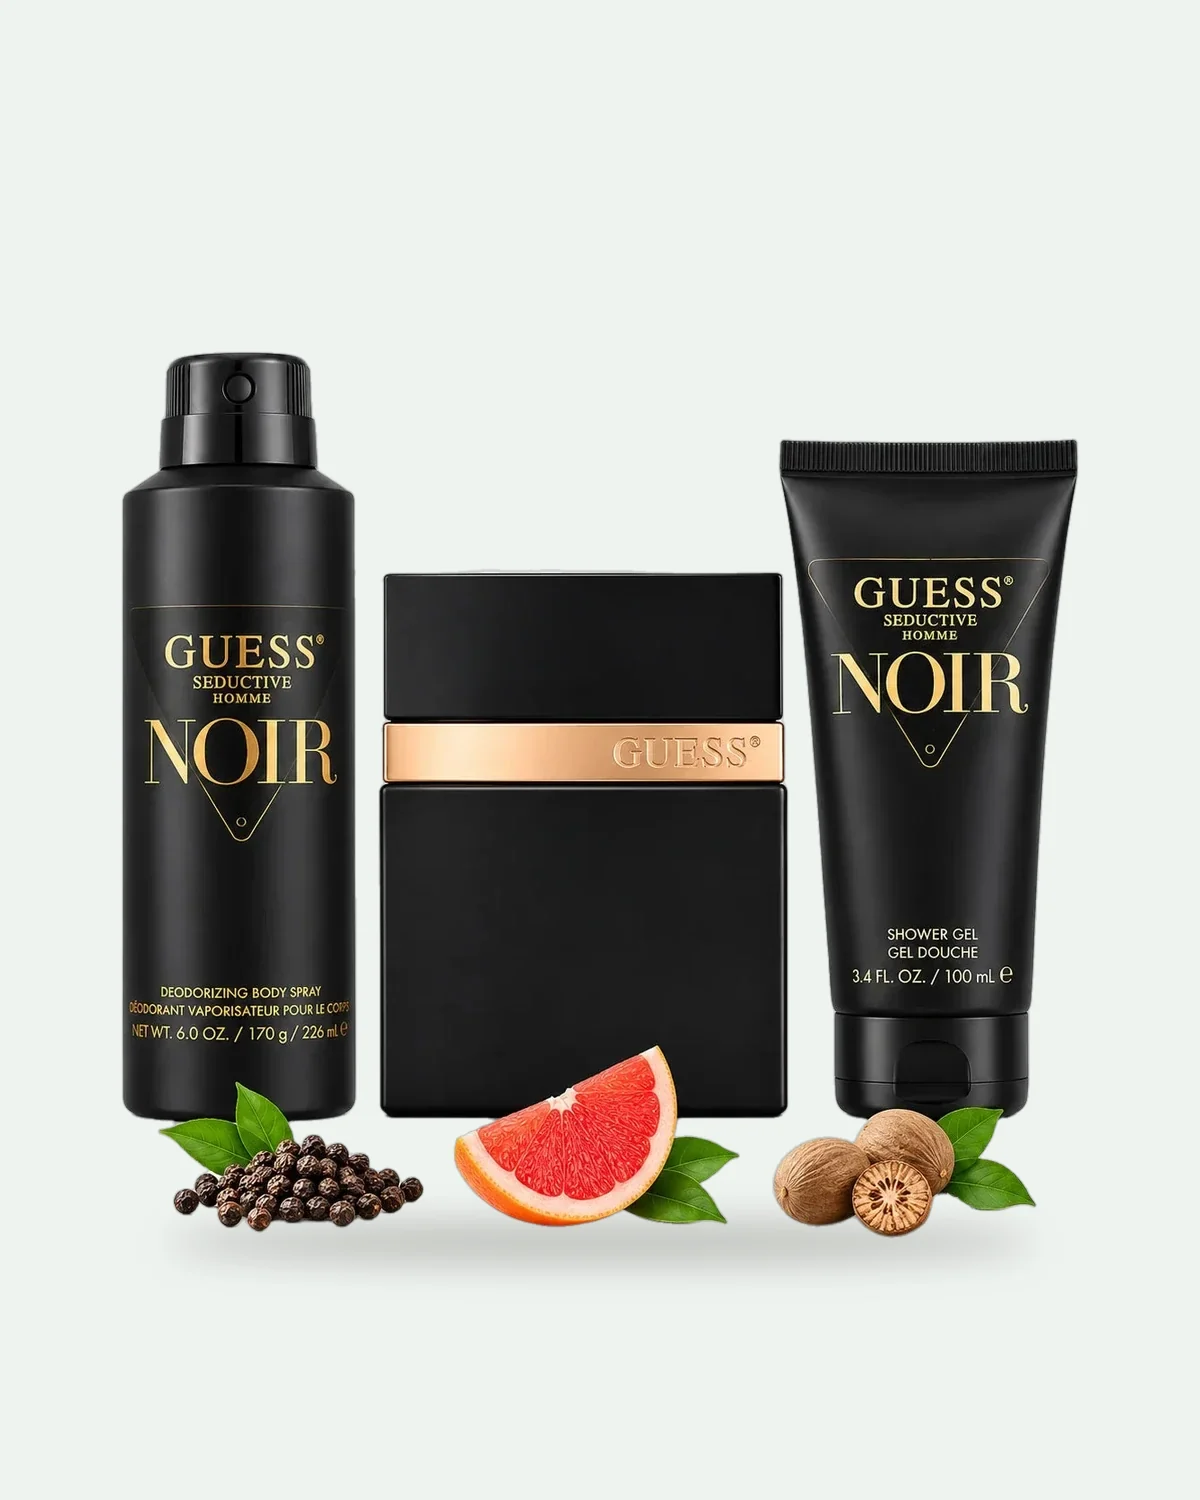 GUESS®
SEDUCTIVE
HOMME
NOIR
DEODORIZING BODY SPRAY
DÉODORANT VAPORISATEUR POUR LE CORPS
NET WT. 6.0 OZ. / 170 g / 226 mL ℮
GUESS®
GUESS®
SEDUCTIVE
HOMME
NOIR
SHOWER GEL
GEL DOUCHE
3.4 FL. OZ. / 100 mL ℮